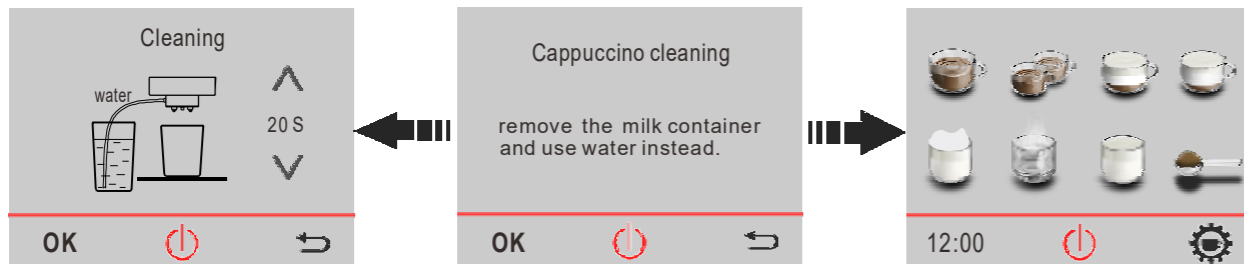 Cleaning
water
20 S
OK
Cappuccino cleaning
remove the milk container
and use water instead.
OK
12:00